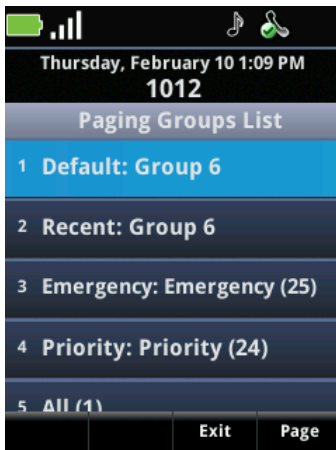 Thursday, February 10 1:09 PM
1012
Paging Groups List
1 Default: Group 6
2 Recent: Group 6
3 Emergency: Emergency (25)
4 Priority: Priority (24)
5 All (1)
Exit Page